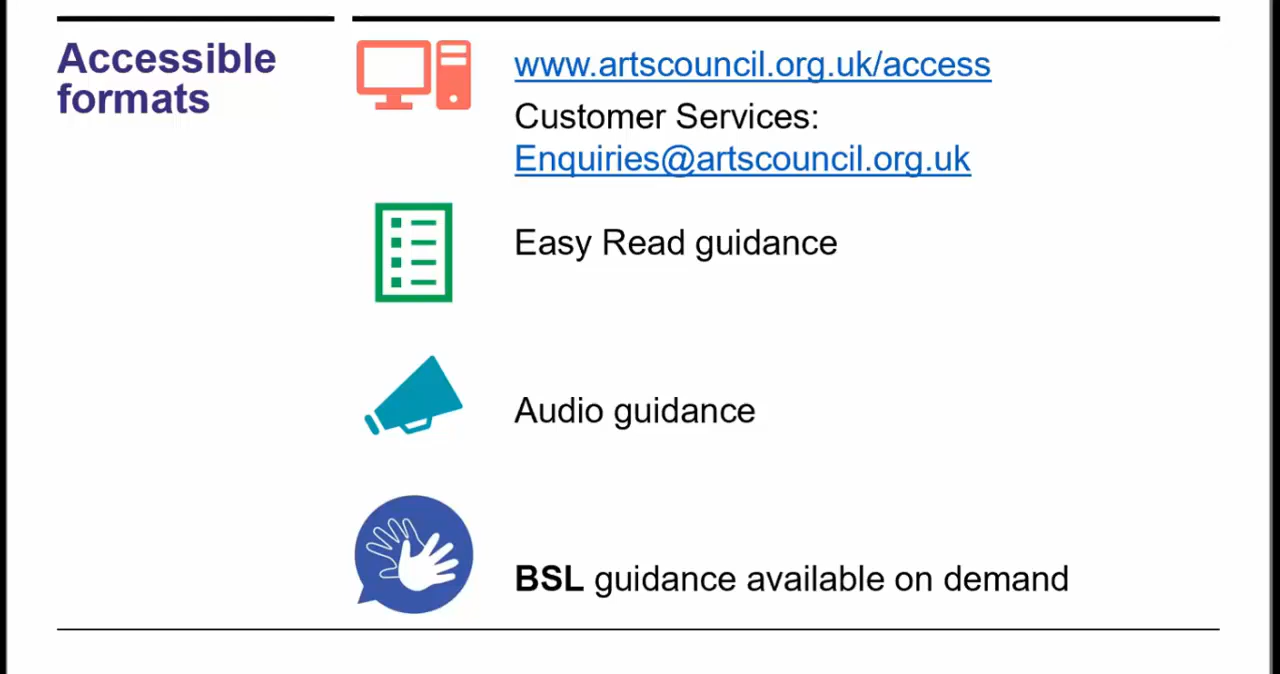 Accessible
formats
www.artscouncil.org.uk/access
Customer Services:
Enquiries@artscouncil.org.uk
Easy Read guidance
Audio guidance
BSL guidance available on demand